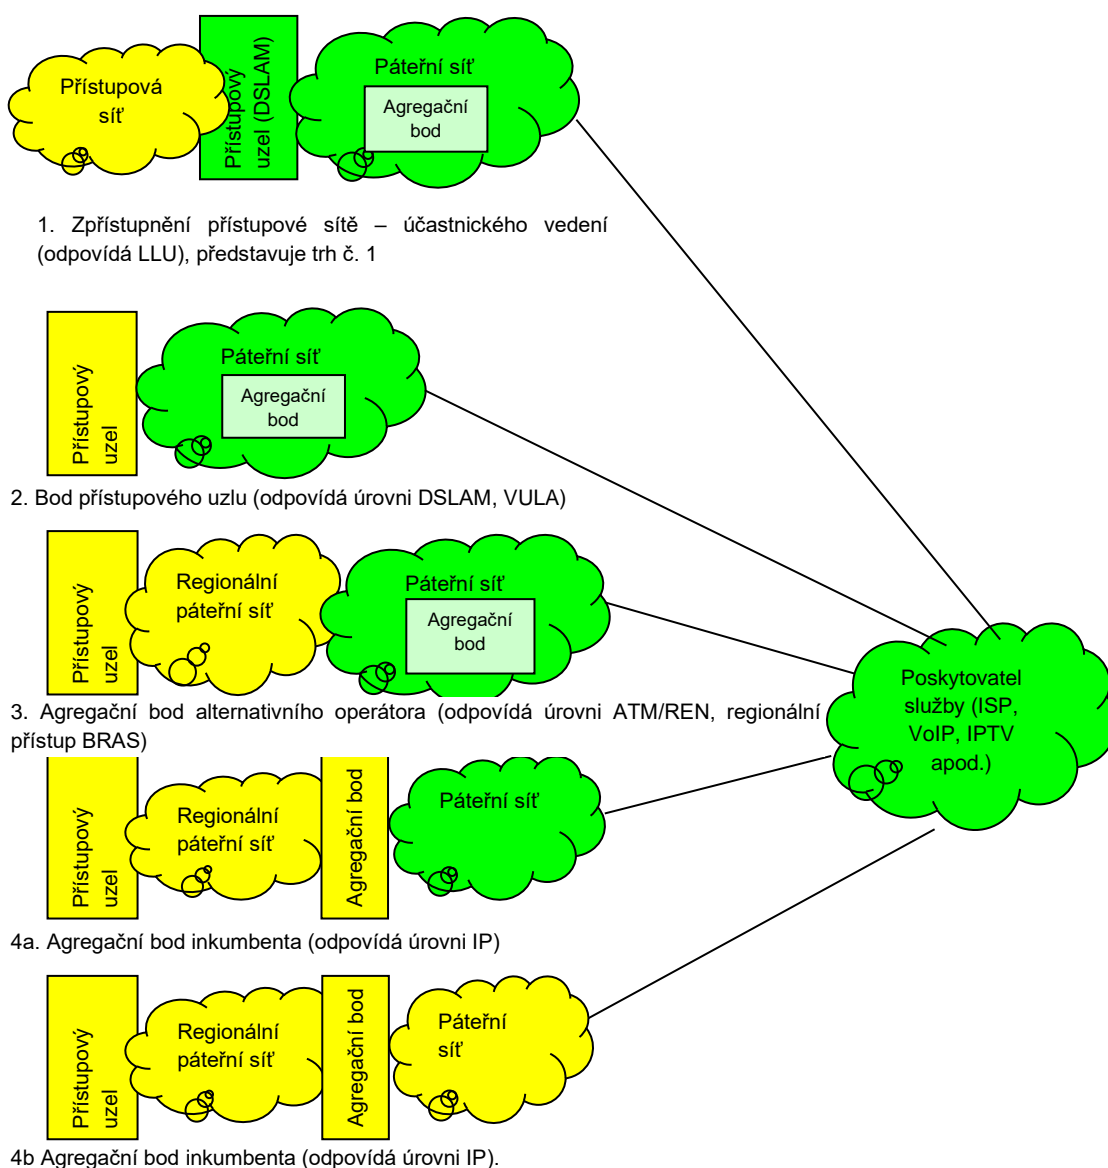 Přístupová
síť
Přístupový
uzel (DSLAM)
Páteřní síť
Agregační
bod
1. Zpřístupnění přístupové sítě – účastnického vedení
(odpovídá LLU), představuje trh č. 1
Přístupový
uzel
Páteřní síť
Agregační
bod
2. Bod přístupového uzlu (odpovídá úrovni DSLAM, VULA)
Přístupový
uzel
Regionální
páteřní síť
Páteřní síť
Agregační
bod
Poskytovatel
služby (ISP,
VoIP, IPTV
apod.)
3. Agregační bod alternativního operátora (odpovídá úrovni ATM/REN, regionální
přístup BRAS)
Přístupový
uzel
Regionální
páteřní síť
Agregační bod
Páteřní síť
4a. Agregační bod inkumbenta (odpovídá úrovni IP)
Přístupový
uzel
Regionální
páteřní síť
Agregační bod
Páteřní
síť
4b Agregační bod inkumbenta (odpovídá úrovni IP).